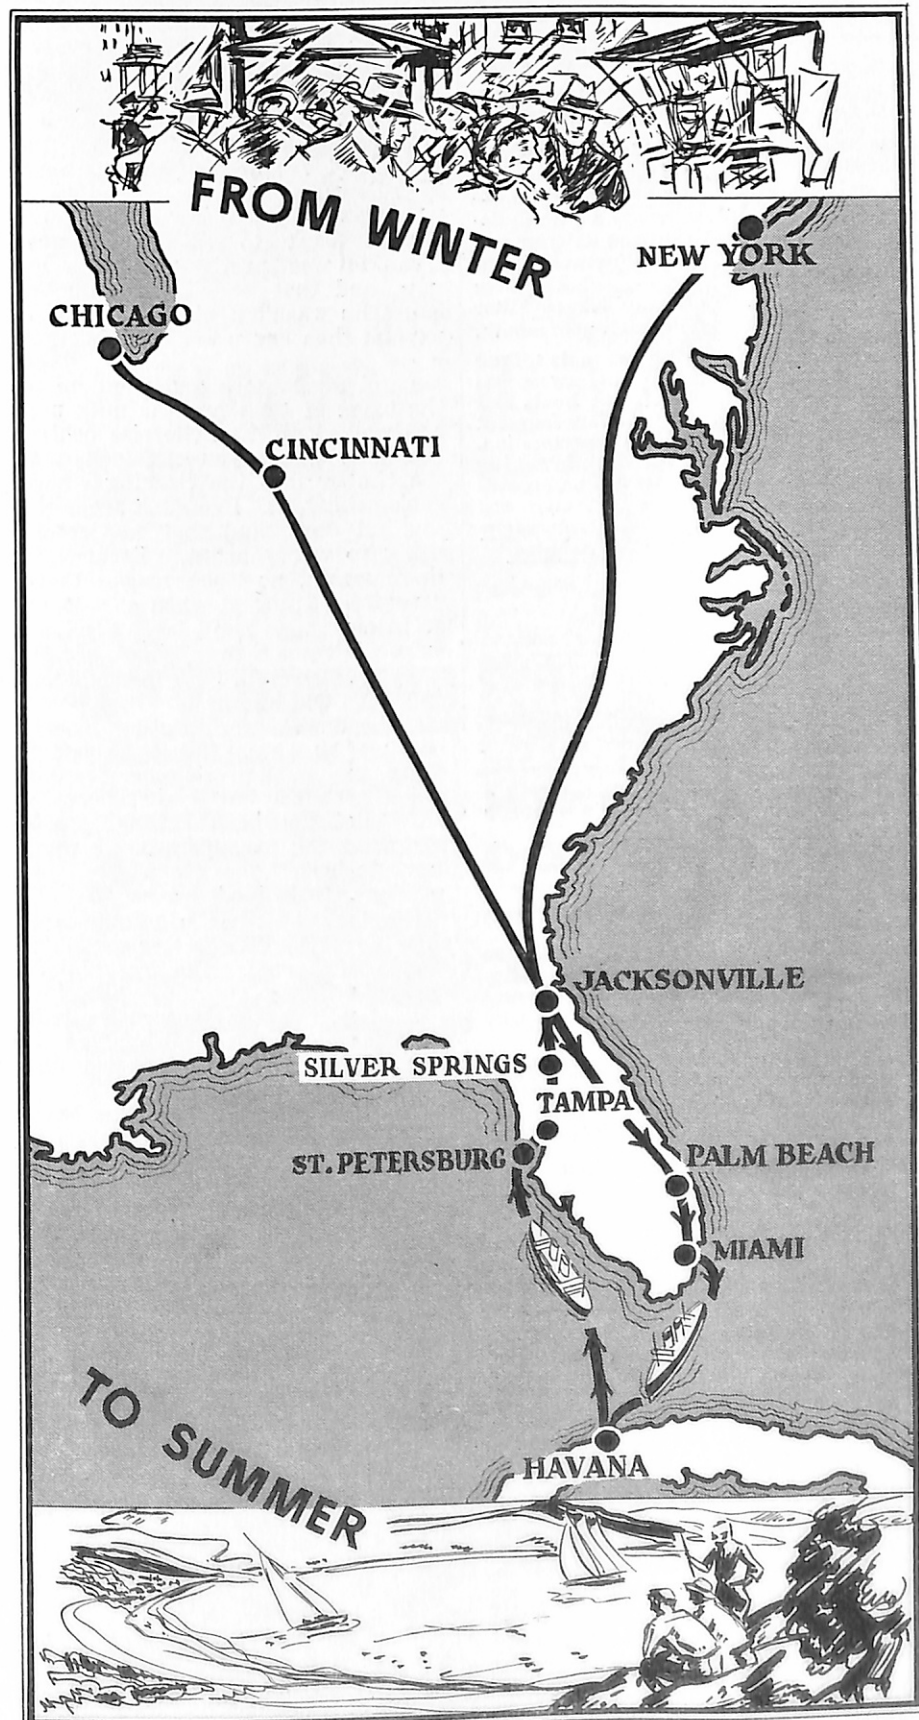 FROM WINTER
NEW YORK
CHICAGO
CINCINNATI
JACKSONVILLE
SILVER SPRINGS
TAMPA
ST. PETERSBURG
PALM BEACH
MIAMI
TO SUMMER
HAVANA